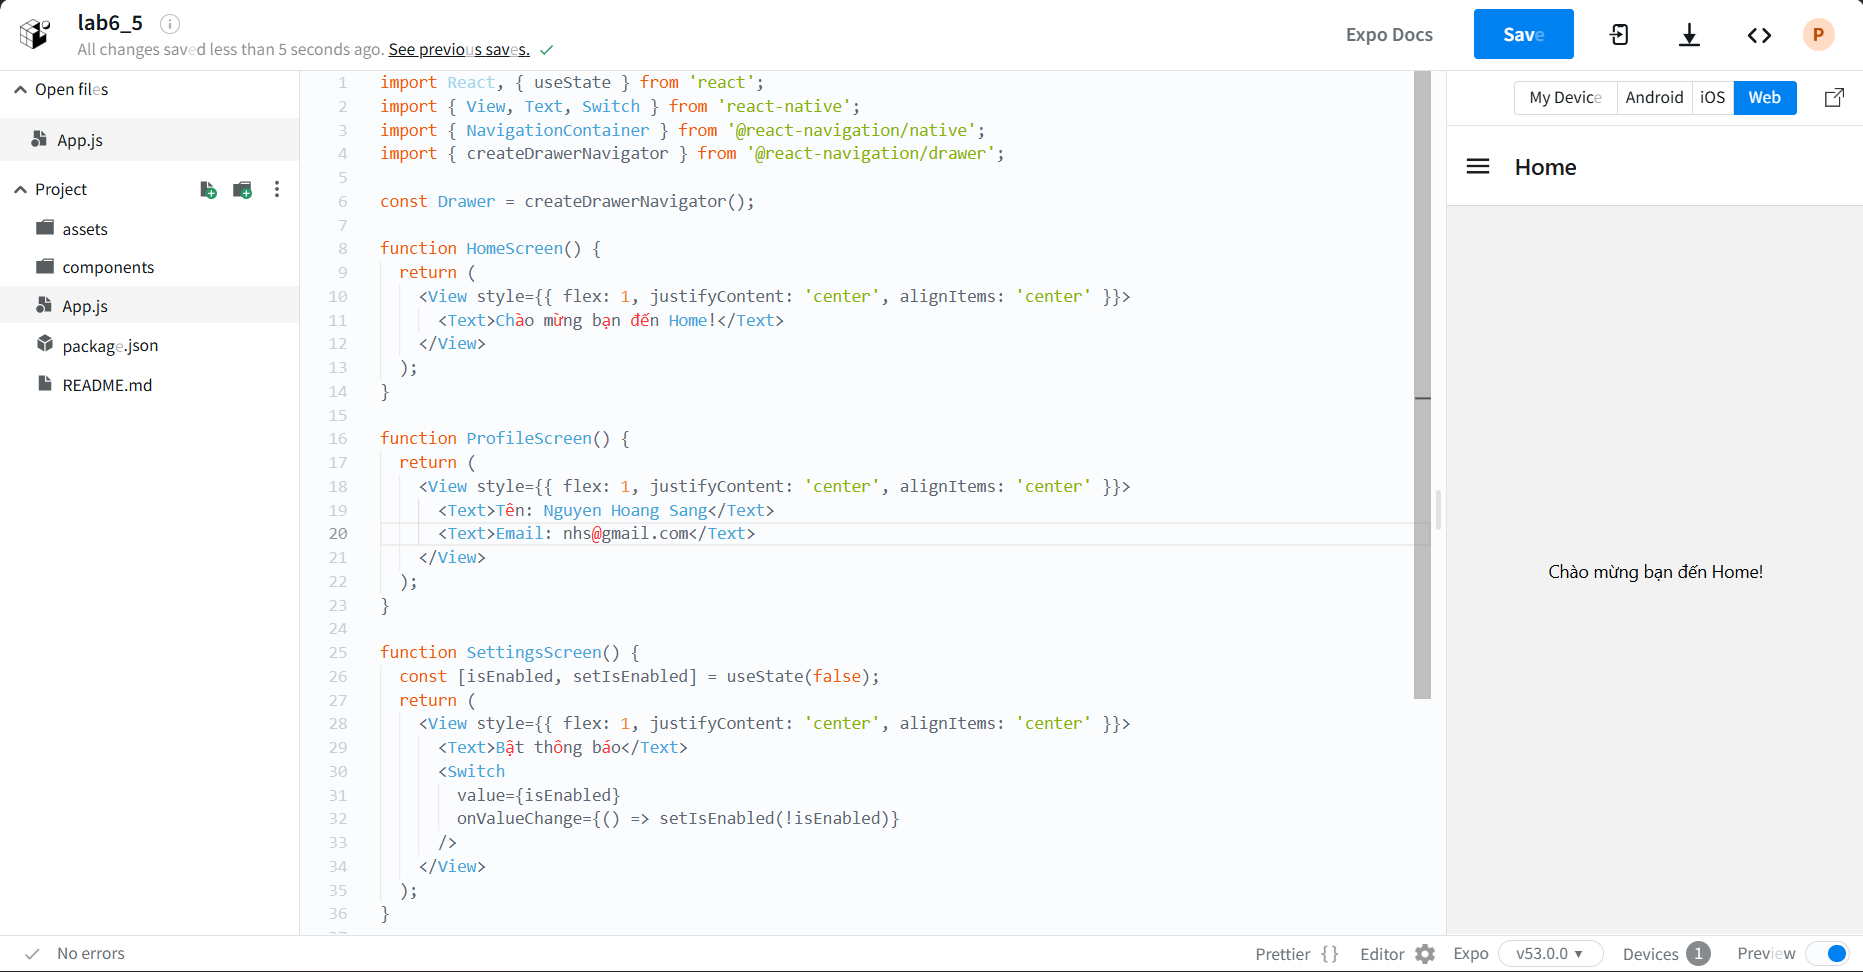 lab6_5
All changes saved less than 5 seconds ago. See previous saves.
Expo Docs
Save
P
Open files
App.js
Project
assets
components
App.js
package.json
README.md
1 import React, { useState } from 'react';
2 import { View, Text, Switch } from 'react-native';
3 import { NavigationContainer } from '@react-navigation/native';
4 import { createDrawerNavigator } from '@react-navigation/drawer';
5
6 const Drawer = createDrawerNavigator();
7
8 function HomeScreen() {
9 return (
10 <View style={{ flex: 1, justifyContent: 'center', alignItems: 'center' }}>
11 <Text>Chào mừng bạn đến Home!</Text>
12 </View>
13 );
14 }
15
16 function ProfileScreen() {
17 return (
18 <View style={{ flex: 1, justifyContent: 'center', alignItems: 'center' }}>
19 <Text>Tên: Nguyen Hoang Sang</Text>
20 <Text>Email: nhs@gmail.com</Text>
21 </View>
22 );
23 }
24
25 function SettingsScreen() {
26 const [isEnabled, setIsEnabled] = useState(false);
27 return (
28 <View style={{ flex: 1, justifyContent: 'center', alignItems: 'center' }}>
29 <Text>Bật thông báo</Text>
30 <Switch
31 value={isEnabled}
32 onValueChange={() => setIsEnabled(!isEnabled)}
33 />
34 </View>
35 );
36 }
My Device Android iOS Web
Home
Chào mừng bạn đến Home!
No errors
Prettier {} Editor Expo v53.0.0 Devices 1 Preview